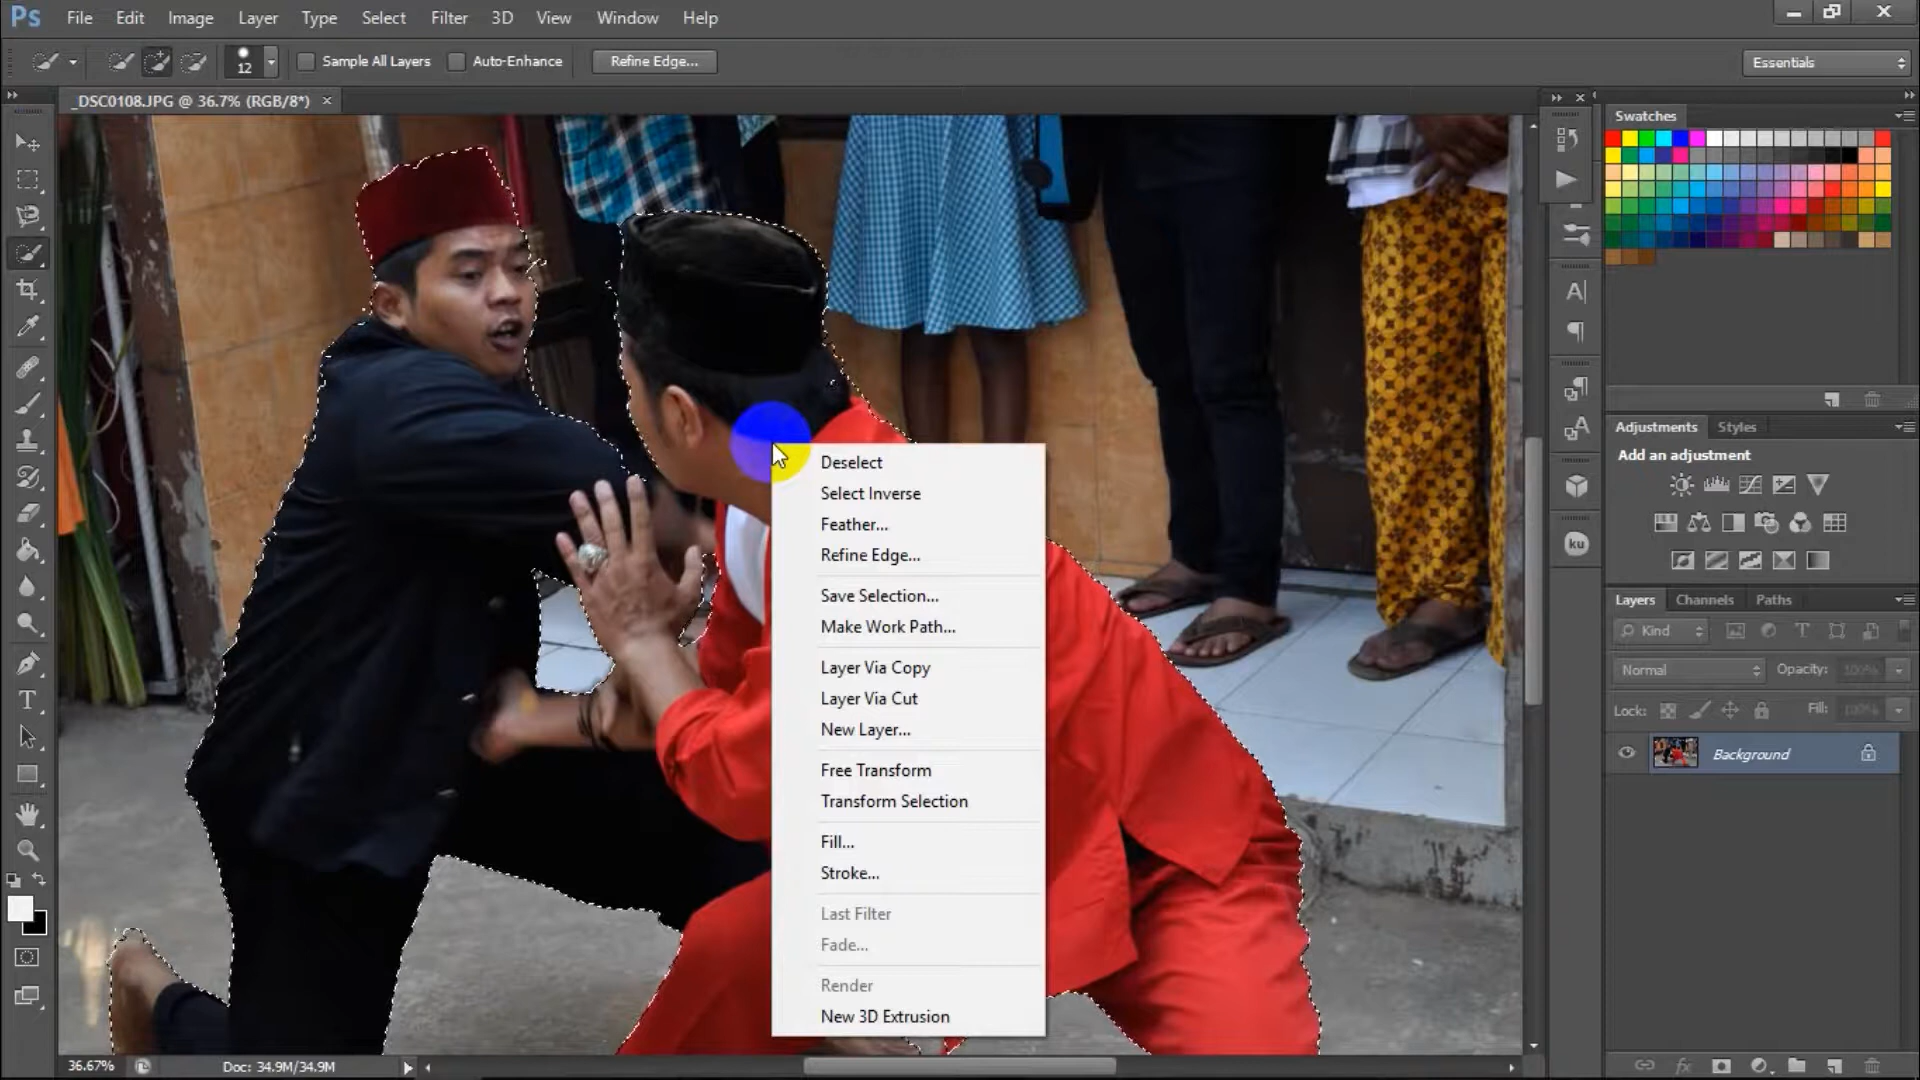 Ps File Edit Image Layer Type Select Filter 3D View Window Help
12 Sample All Layers Auto-Enhance Refine Edge... Essentials
_DSC0108.JPG @ 36.7% (RGB/8*)
Swatches
Deselect
Select Inverse
Feather...
Refine Edge...
Save Selection...
Make Work Path...
Layer Via Copy
Layer Via Cut
New Layer...
Free Transform
Transform Selection
Fill...
Stroke...
Last Filter
Fade...
Render
New 3D Extrusion
ku
Adjustments Styles
Add an adjustment
Layers Channels Paths
Kind
Normal Opacity: 100%
Lock: Fill: 100%
Background
36.67% Doc: 34.9M/34.9M